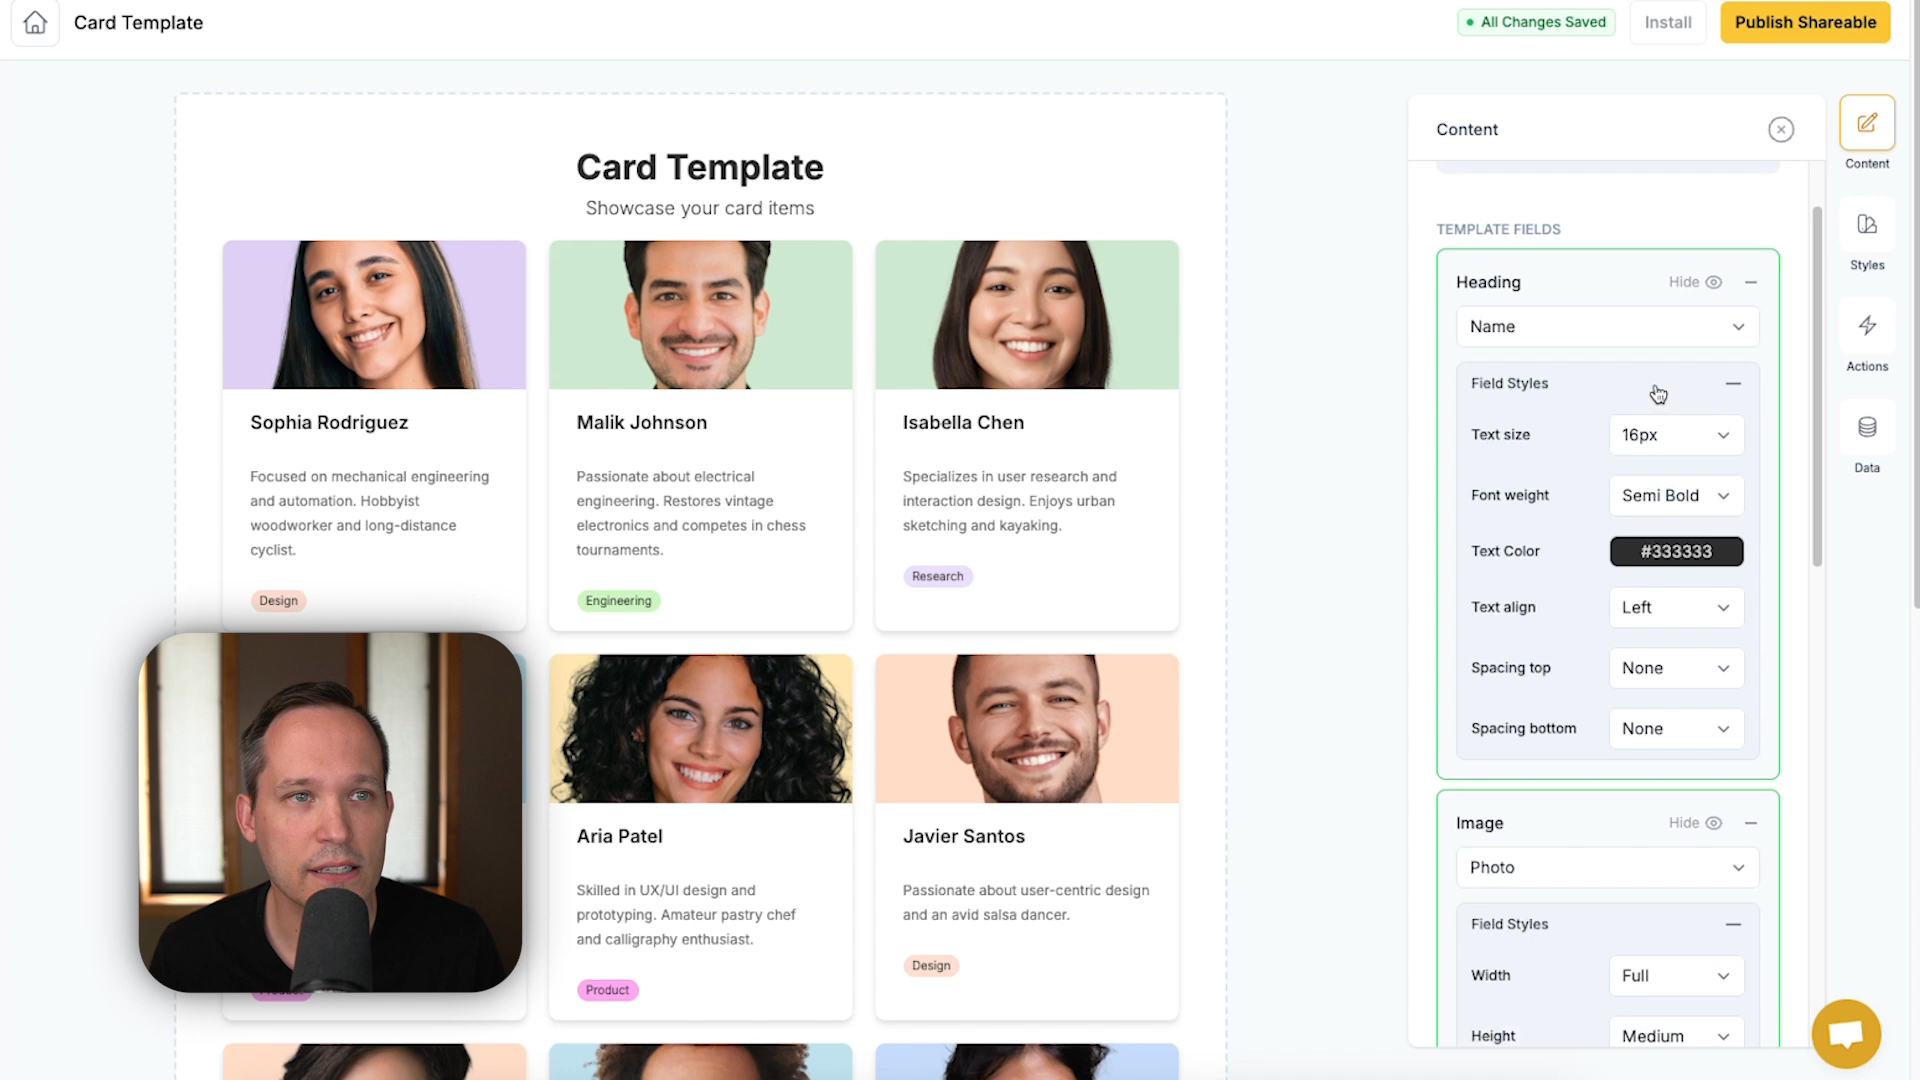 Card Template
All Changes Saved
Install
Publish Shareable
Card Template
Showcase your card items
Sophia Rodriguez
Focused on mechanical engineering
and automation. Hobbyist
woodworker and long-distance
cyclist.
Design
Malik Johnson
Passionate about electrical
engineering. Restores vintage
electronics and competes in chess
tournaments.
Engineering
Isabella Chen
Specializes in user research and
interaction design. Enjoys urban
sketching and kayaking.
Research
Aria Patel
Skilled in UX/UI design and
prototyping. Amateur pastry chef
and calligraphy enthusiast.
Product
Javier Santos
Passionate about user-centric design
and an avid salsa dancer.
Design
Content
TEMPLATE FIELDS
Heading
Hide
Name
Field Styles
Text size
16px
Font weight
Semi Bold
Text Color
#333333
Text align
Left
Spacing top
None
Spacing bottom
None
Image
Hide
Photo
Field Styles
Width
Full
Height
Medium
Content
Styles
Actions
Data